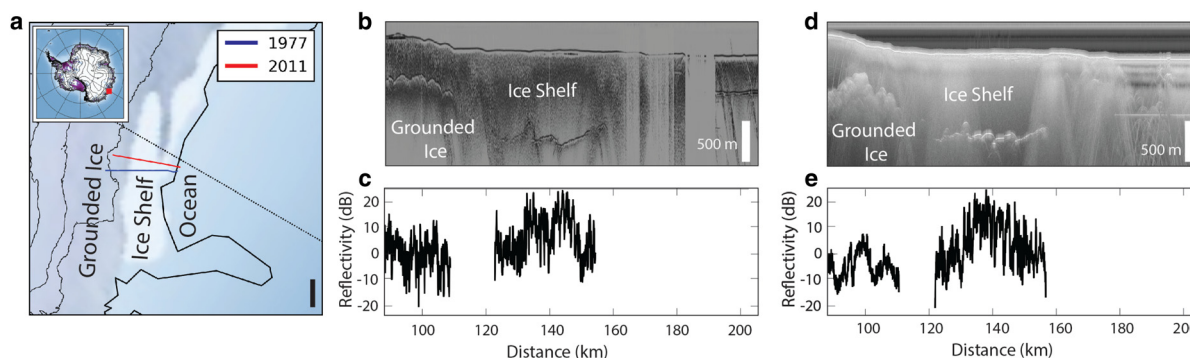 a
1977
2011
Grounded Ice
Ice Shelf
Ocean
b
Ice Shelf
Grounded
Ice
500 m
c
Reflectivity (dB)
20
10
0
-10
-20
100
120
140
160
180
200
Distance (km)
d
Ice Shelf
Grounded
Ice
500 m
e
Reflectivity (dB)
20
10
0
-10
-20
100
120
140
160
180
200
Distance (km)